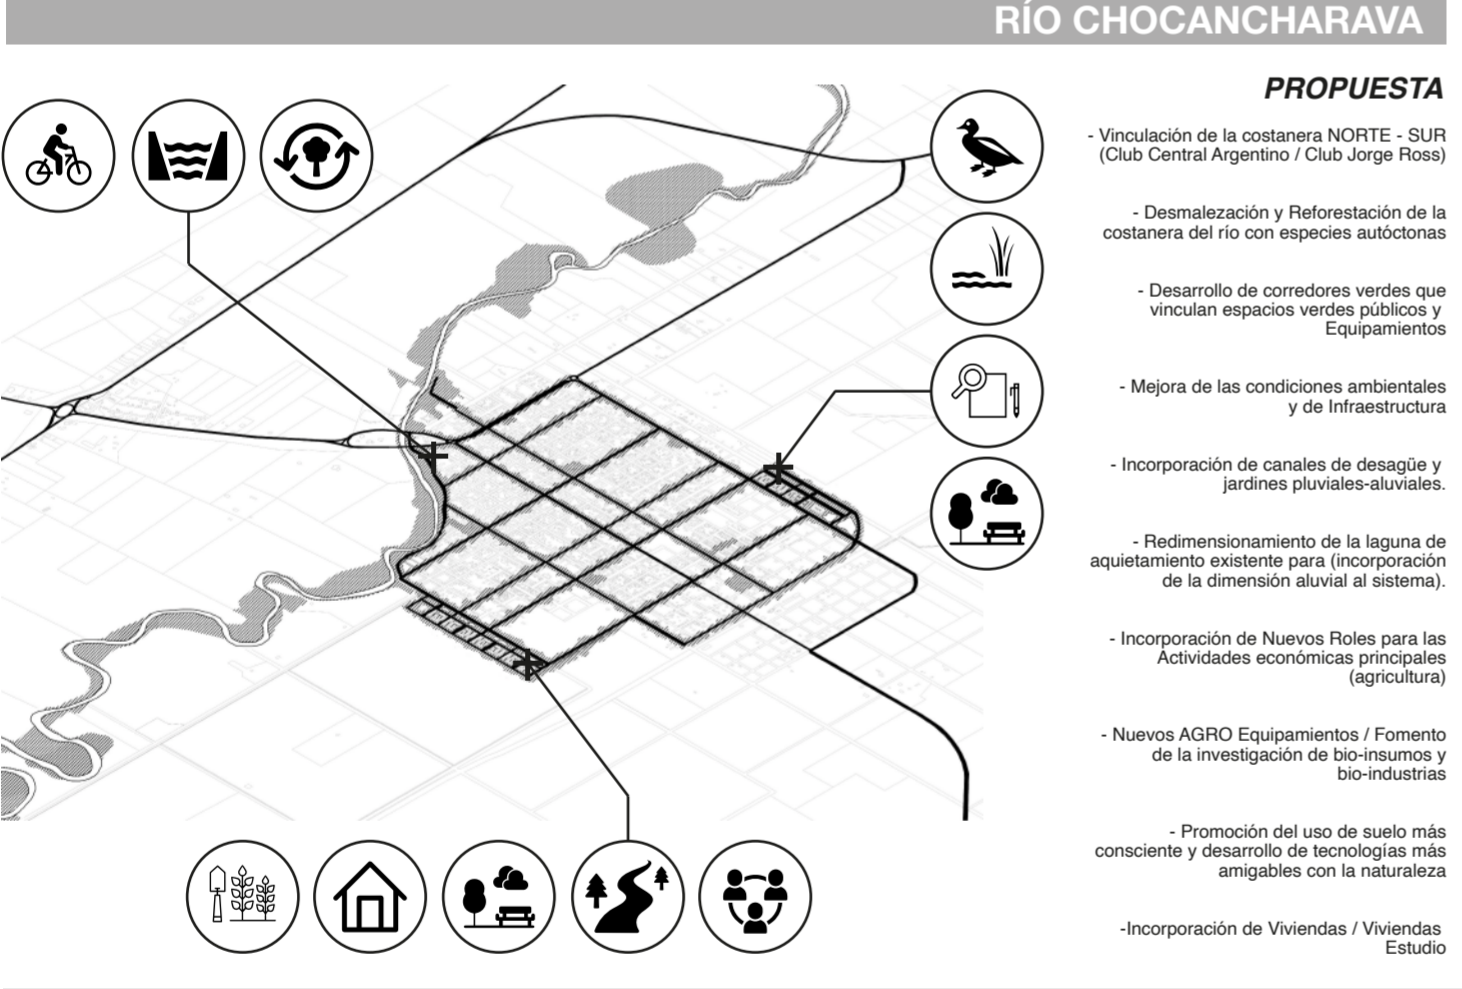 RÍO CHOCANCHARAVA
PROPUESTA
- Vinculación de la costanera NORTE - SUR
(Club Central Argentino / Club Jorge Ross)
- Desmalezación y Reforestación de la
costanera del río con especies autóctonas
- Desarrollo de corredores verdes que
vinculan espacios verdes públicos y
Equipamientos
- Mejora de las condiciones ambientales
y de Infraestructura
- Incorporación de canales de desagüe y
jardines pluviales-aluviales.
- Redimensionamiento de la laguna de
aquietamiento existente para (incorporación
de la dimensión aluvial al sistema).
- Incorporación de Nuevos Roles para las
Actividades económicas principales
(agricultura)
- Nuevos AGRO Equipamientos / Fomento
de la investigación de bio-insumos y
bio-industrias
- Promoción del uso de suelo más
consciente y desarrollo de tecnologías más
amigables con la naturaleza
-Incorporación de Viviendas / Viviendas
Estudio